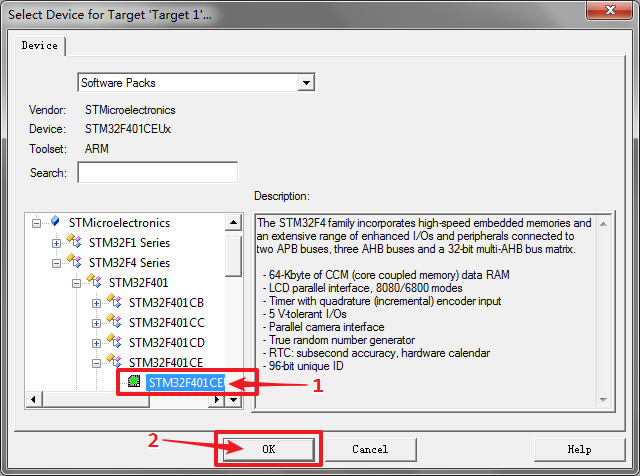 Select Device for Target 'Target 1'...
Device
Software Packs
Vendor: STMicroelectronics
Device: STM32F401CEUx
Toolset: ARM
Search:
Description:
STMicroelectronics
STM32F1 Series
STM32F4 Series
STM32F401
STM32F401CB
STM32F401CC
STM32F401CD
STM32F401CE
STM32F401CE
1
The STM32F4 family incorporates high-speed embedded memories and
an extensive range of enhanced I/Os and peripherals connected to
two APB buses, three AHB buses and a 32-bit multi-AHB bus matrix.
- 64-Kbyte of CCM (core coupled memory) data RAM
- LCD parallel interface, 8080/6800 modes
- Timer with quadrature (incremental) encoder input
- 5 V-tolerant I/Os
- Parallel camera interface
- True random number generator
- RTC: subsecond accuracy, hardware calendar
- 96-bit unique ID
2
OK
Cancel
Help